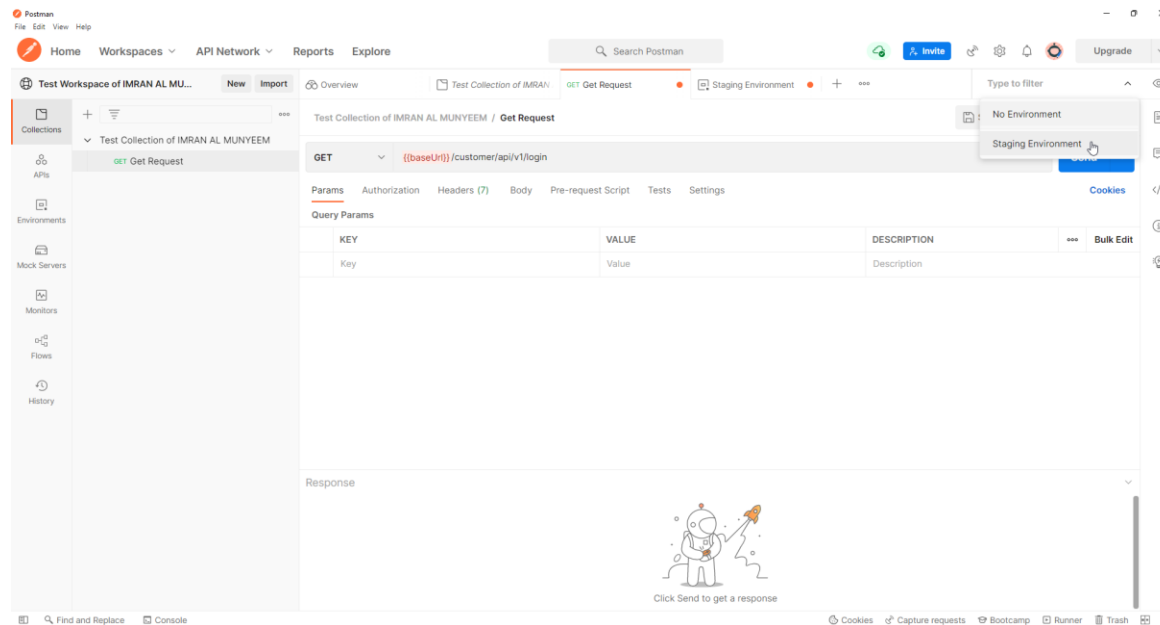 Postman
File Edit View Help
Home Workspaces API Network Reports Explore Search Postman Invite Upgrade
Test Workspace of IMRAN AL MU... New Import Overview Test Collection of IMRAN GET Get Request Staging Environment Type to filter
Collections
Test Collection of IMRAN AL MUNYEEM
GET Get Request
APIs
Environments
Mock Servers
Monitors
Flows
History
Test Collection of IMRAN AL MUNYEEM / Get Request
No Environment
Staging Environment
GET {{baseUrl}}/customer/api/v1/login Send
Params Authorization Headers (7) Body Pre-request Script Tests Settings Cookies
Query Params
KEY VALUE DESCRIPTION Bulk Edit
Key Value Description
Response
Click Send to get a response
Find and Replace Console Cookies Capture requests Bootcamp Runner Trash